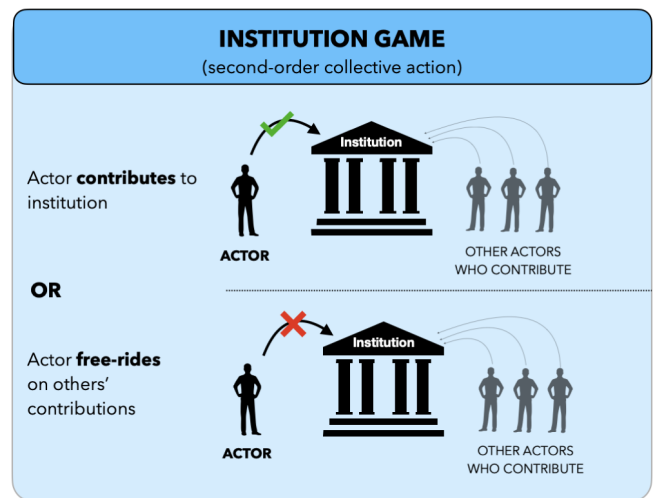 INSTITUTION GAME
(second-order collective action)
Actor contributes to
institution
Institution
ACTOR
OTHER ACTORS
WHO CONTRIBUTE
OR
Actor free-rides
on others'
contributions
Institution
ACTOR
OTHER ACTORS
WHO CONTRIBUTE